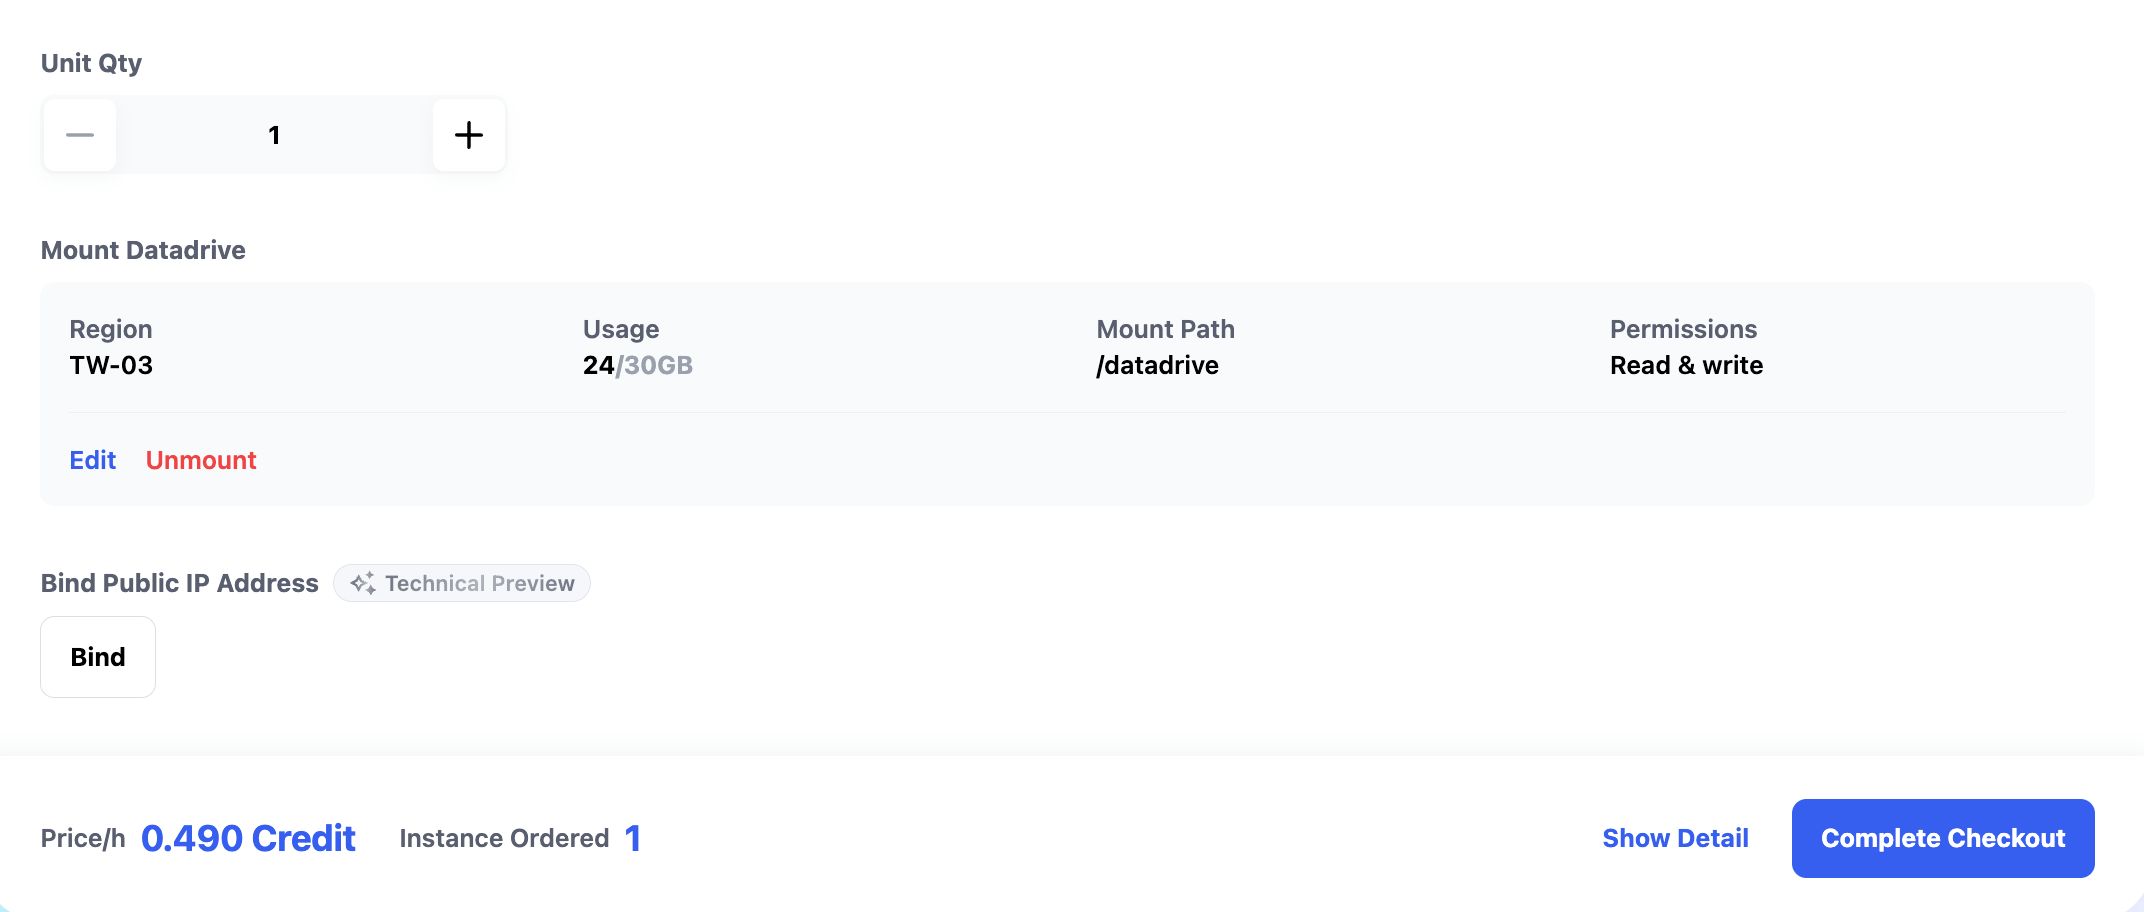 Unit Qty
1
Mount Datadrive
Region
TW-03
Usage
24/30GB
Mount Path
/datadrive
Permissions
Read & write
Edit Unmount
Bind Public IP Address Technical Preview
Bind
Price/h 0.490 Credit Instance Ordered 1 Show Detail Complete Checkout